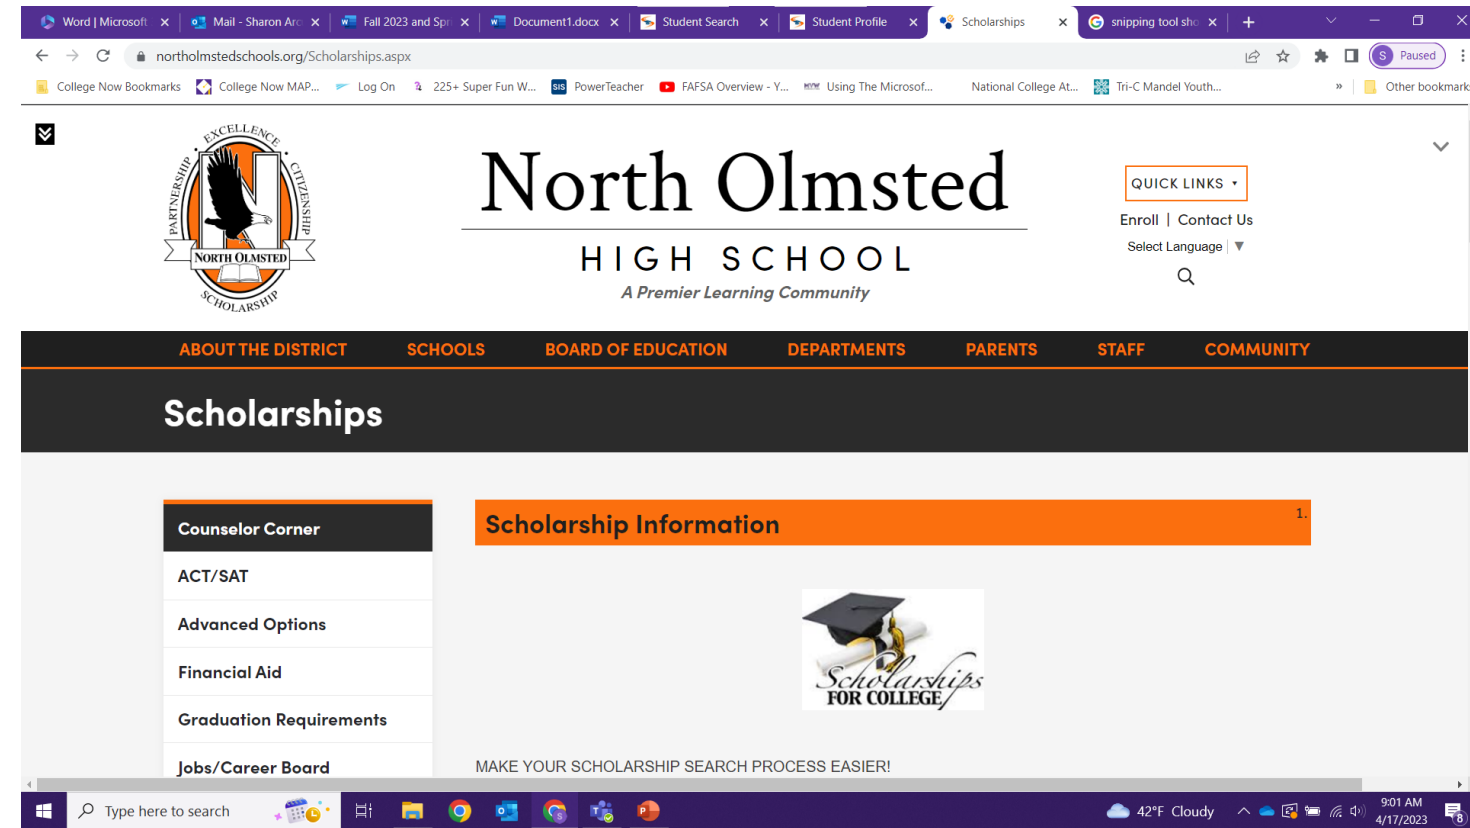 Word | Microsoft
Mail - Sharon Arc
Fall 2023 and Spri
Document1.docx
Student Search
Student Profile
Scholarships
snipping tool sho
northolmstedschools.org/Scholarships.aspx
S Paused
College Now Bookmarks
College Now MAP...
Log On
225+ Super Fun W...
SIS PowerTeacher
FAFSA Overview - Y...
Using The Microsof...
National College At...
Tri-C Mandel Youth...
»
Other bookmark
PARTNERSHIP EXCELLENCE CITIZENSHIP
N
NORTH OLMSTED
SCHOLARSHIP
North Olmsted
HIGH SCHOOL
A Premier Learning Community
QUICK LINKS
Enroll | Contact Us
Select Language
ABOUT THE DISTRICT SCHOOLS BOARD OF EDUCATION DEPARTMENTS PARENTS STAFF COMMUNITY
Scholarships
Counselor Corner
ACT/SAT
Advanced Options
Financial Aid
Graduation Requirements
Jobs/Career Board
Scholarship Information
1.
Scholarships
FOR COLLEGE
MAKE YOUR SCHOLARSHIP SEARCH PROCESS EASIER!
Type here to search
42°F Cloudy
9:01 AM
4/17/2023
8